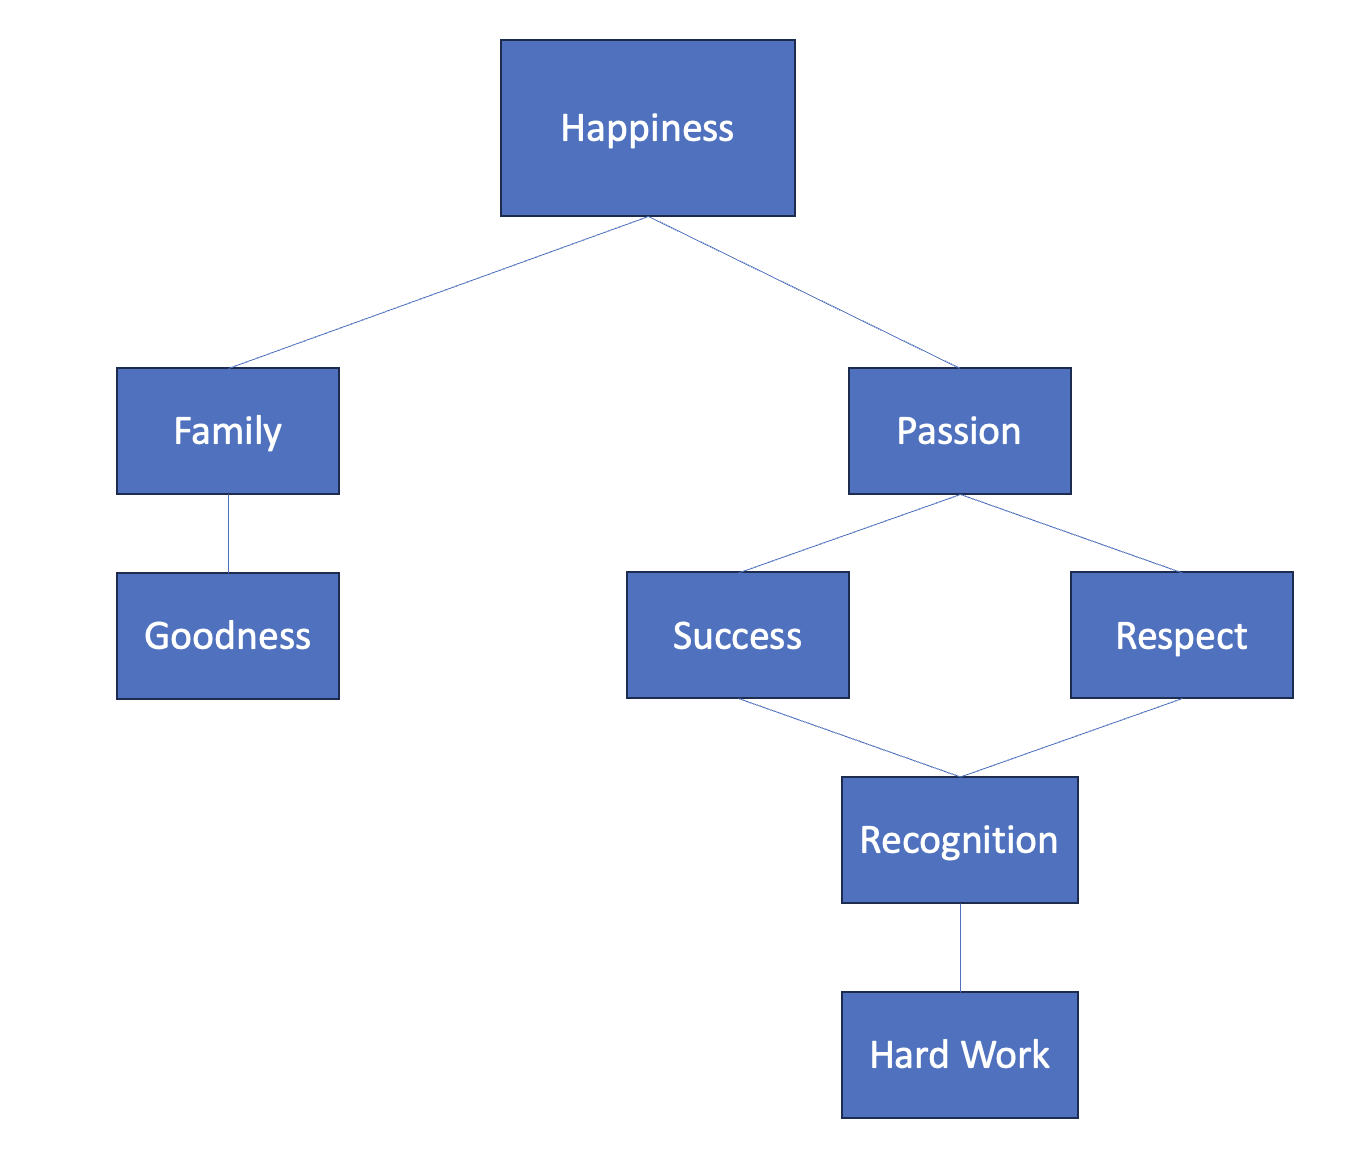 Happiness
Family
Passion
Goodness
Success
Respect
Recognition
Hard Work